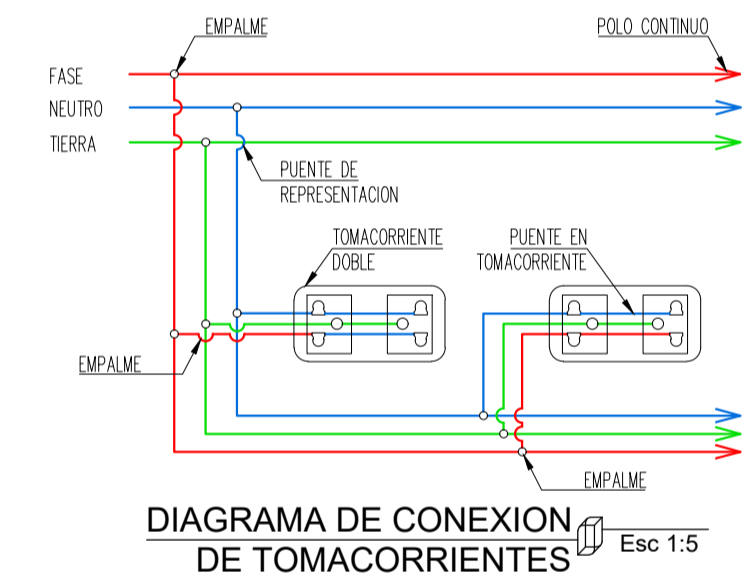 EMPALME
POLO CONTINUO
FASE
NEUTRO
TIERRA
PUENTE DE
REPRESENTACION
TOMACORRIENTE
DOBLE
PUENTE EN
TOMACORRIENTE
EMPALME
EMPALME
DIAGRAMA DE CONEXION
DE TOMACORRIENTES
Esc 1:5